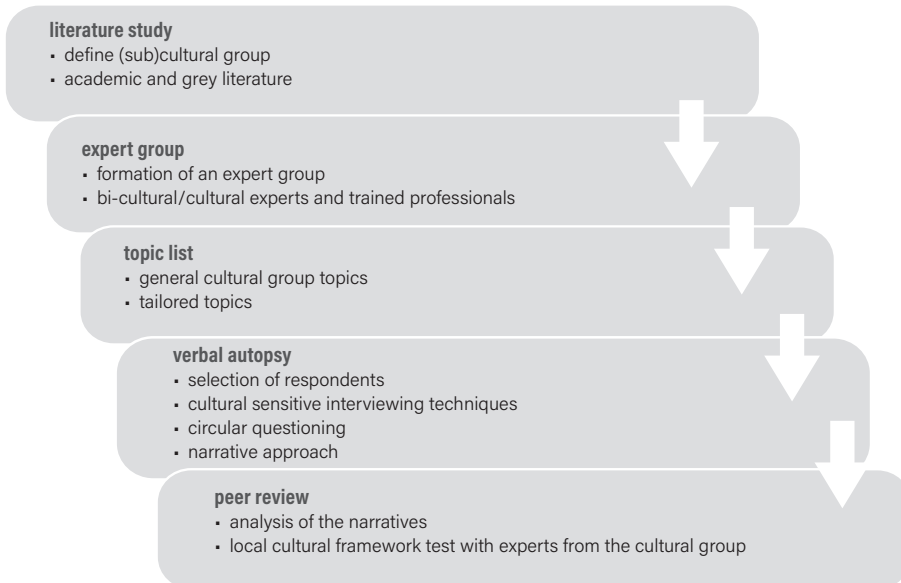 literature study
▪ define (sub)cultural group
▪ academic and grey literature
expert group
▪ formation of an expert group
▪ bi-cultural/cultural experts and trained professionals
topic list
▪ general cultural group topics
▪ tailored topics
verbal autopsy
▪ selection of respondents
▪ cultural sensitive interviewing techniques
▪ circular questioning
▪ narrative approach
peer review
▪ analysis of the narratives
▪ local cultural framework test with experts from the cultural group